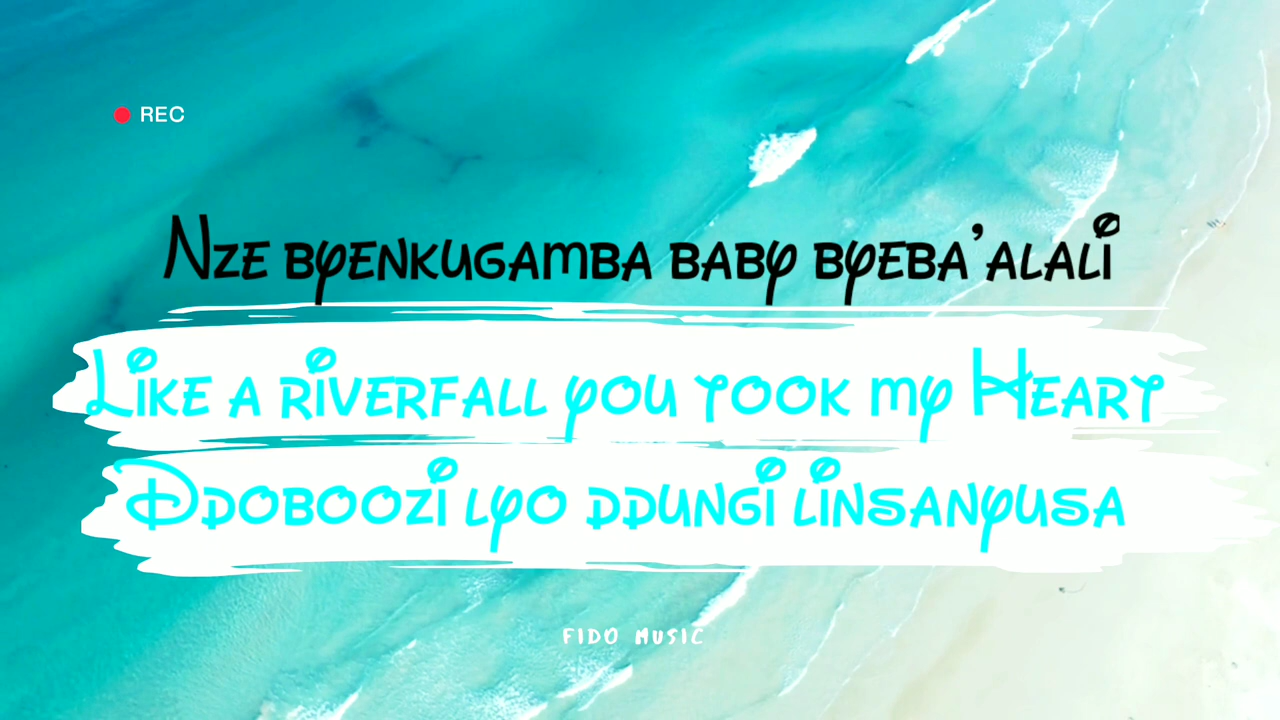 REC
Nze byenkugamba baby byeba'alali
Like a riverfall you took my Heart
Ddoboozi lyo ddungi linsanyusa
FIDO MUSIC